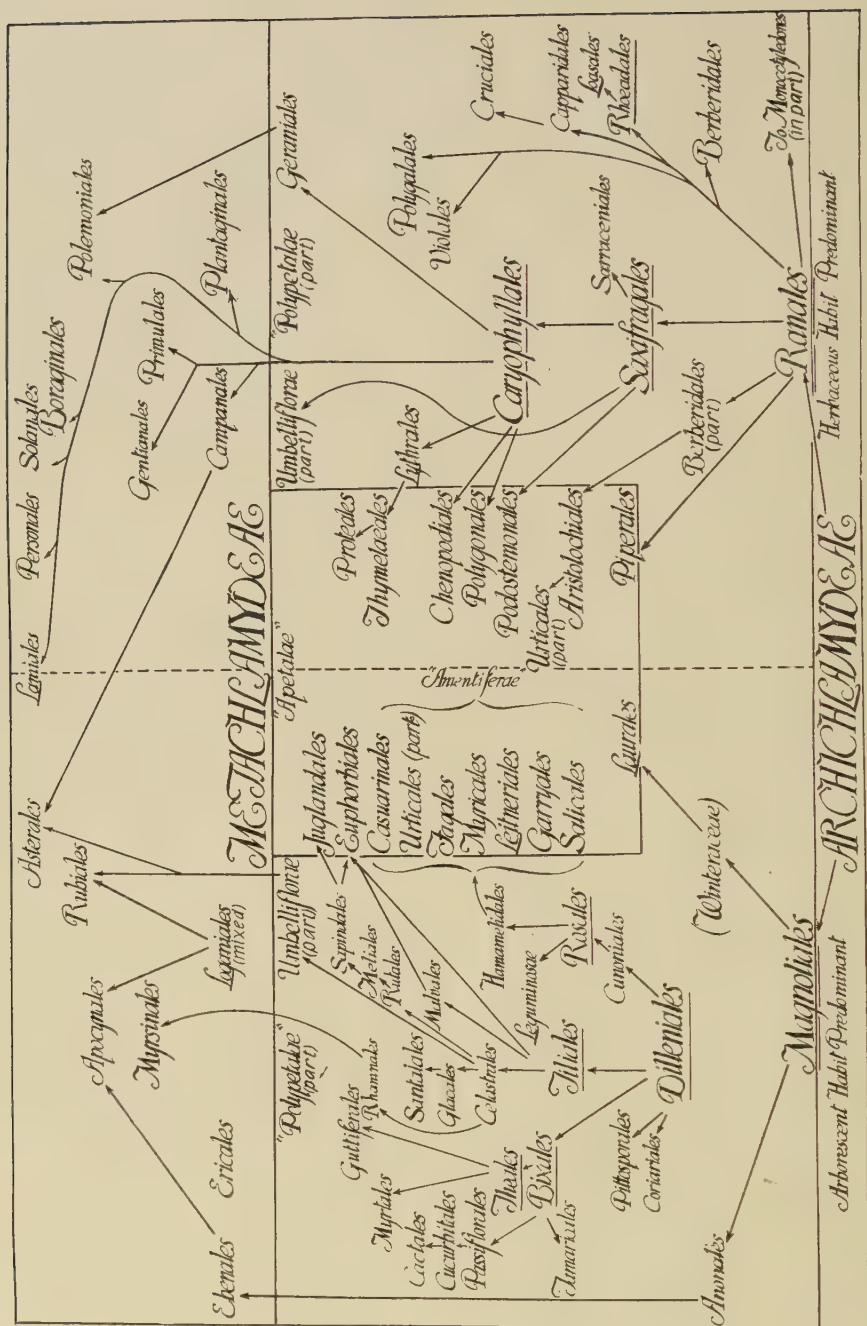 Asterales
Rubiales
Loganiales
(mixed)
Apocynales
Myrsinales
Ericales
Ebenales
Lamiales
Personales
Solanales
Boraginales
Polemoniales
Gentianales
Primulales
Plantaginales
Campanales
METACHLAMYDEAE
"Polypetalae"
(part)
Umbelliflorae
(part)
Sapindales
Meliales
Rutales
Guttiferales
Rhamnales
Santalales
Glacales
Celastrales
Malvales
Myrtales
Cactales
Cucurbitales
Passiflorales
Theales
Bixales
Tamaricales
Tiliales
Leguminosae
Hamamelidales
Rosales
Cunoniales
Dilleniales
Pittosporales
Coriariales
"Apetalae"
Juglandales
Euphorbiales
Casuarinales
Urticales (part)
Fagales
Myricales
Leitneriales
Garryales
Salicales
"Amentiferae"
Laurales
Proteales
Thymelaeales
Chenopodiales
Polygonales
Podostemonales
Urticales
(part)
Aristolochiales
Piperales
Umbelliflorae
(part)
"Polypetalae
(part)
Geraniales
Lythrales
Caryophyllales
Saxifragales
Sarraceniales
Polygalales
Violales
Cruciales
Capparidales
Loasales
Rhoeadales
Berberidales
Berberidales
(part)
Ranales
To Monocotyledones
(in part)
Anomales
(Winteraceae)
Magnoliales
Arborescent Habit Predominant
Herbaceous Habit Predominant
ARCHICHLAMYDEAE